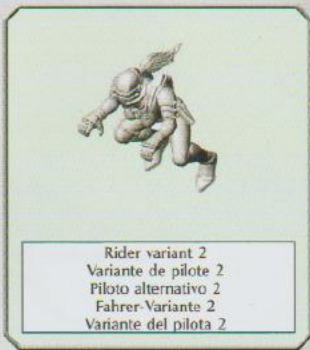 Rider variant 2
Variante de pilote 2
Piloto alternativo 2
Fahrer-Variante 2
Variante del pilota 2